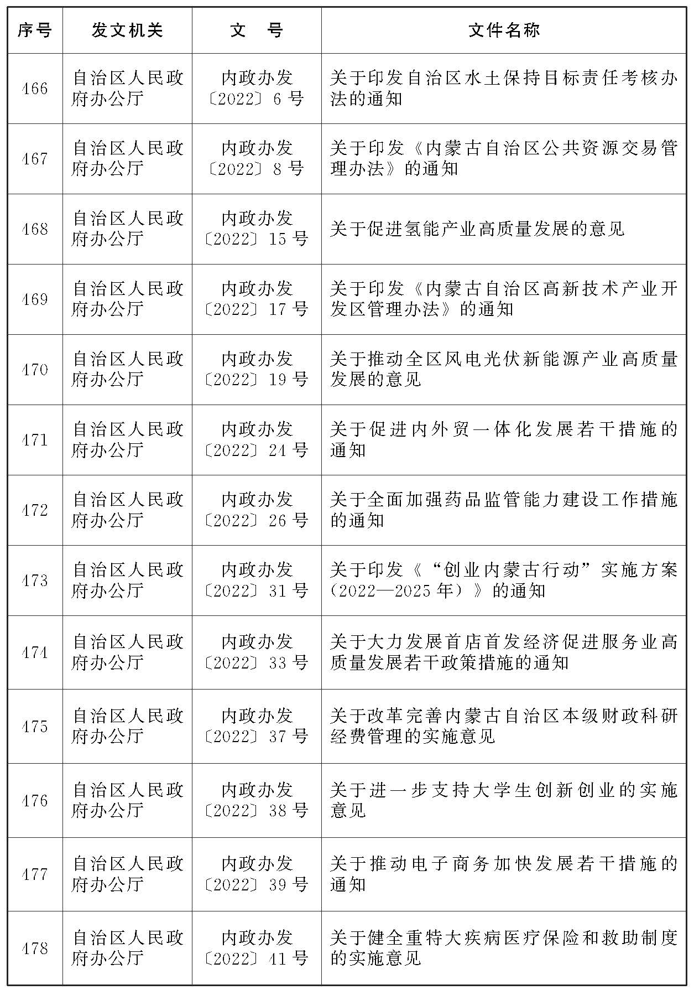 序号 发文机关 文 号 文件名称
466 自治区人民政 内政办发 关于印发自治区水土保持目标责任考核办
府办公厅 〔2022〕6号 法的通知
467 自治区人民政 内政办发 关于印发《内蒙古自治区公共资源交易管
府办公厅 〔2022〕8号 理办法》的通知
468 自治区人民政 内政办发 关于促进氢能产业高质量发展的意见
府办公厅 〔2022〕15号
469 自治区人民政 内政办发 关于印发《内蒙古自治区高新技术产业开
府办公厅 〔2022〕17号 发区管理办法》的通知
470 自治区人民政 内政办发 关于推动全区风电光伏新能源产业高质量
府办公厅 〔2022〕19号 发展的意见
471 自治区人民政 内政办发 关于促进内外贸一体化发展若干措施的
府办公厅 〔2022〕24号 通知
472 自治区人民政 内政办发 关于全面加强药品监管能力建设工作措施
府办公厅 〔2022〕26号 的通知
473 自治区人民政 内政办发 关于印发《“创业内蒙古行动”实施方案
府办公厅 〔2022〕31号 （2022—2025年）》的通知
474 自治区人民政 内政办发 关于大力发展首店首发经济促进服务业高
府办公厅 〔2022〕33号 质量发展若干政策措施的通知
475 自治区人民政 内政办发 关于改革完善内蒙古自治区本级财政科研
府办公厅 〔2022〕37号 经费管理的实施意见
476 自治区人民政 内政办发 关于进一步支持大学生创新创业的实施
府办公厅 〔2022〕38号 意见
477 自治区人民政 内政办发 关于推动电子商务加快发展若干措施的
府办公厅 〔2022〕39号 通知
478 自治区人民政 内政办发 关于健全重特大疾病医疗保险和救助制度
府办公厅 〔2022〕41号 的实施意见